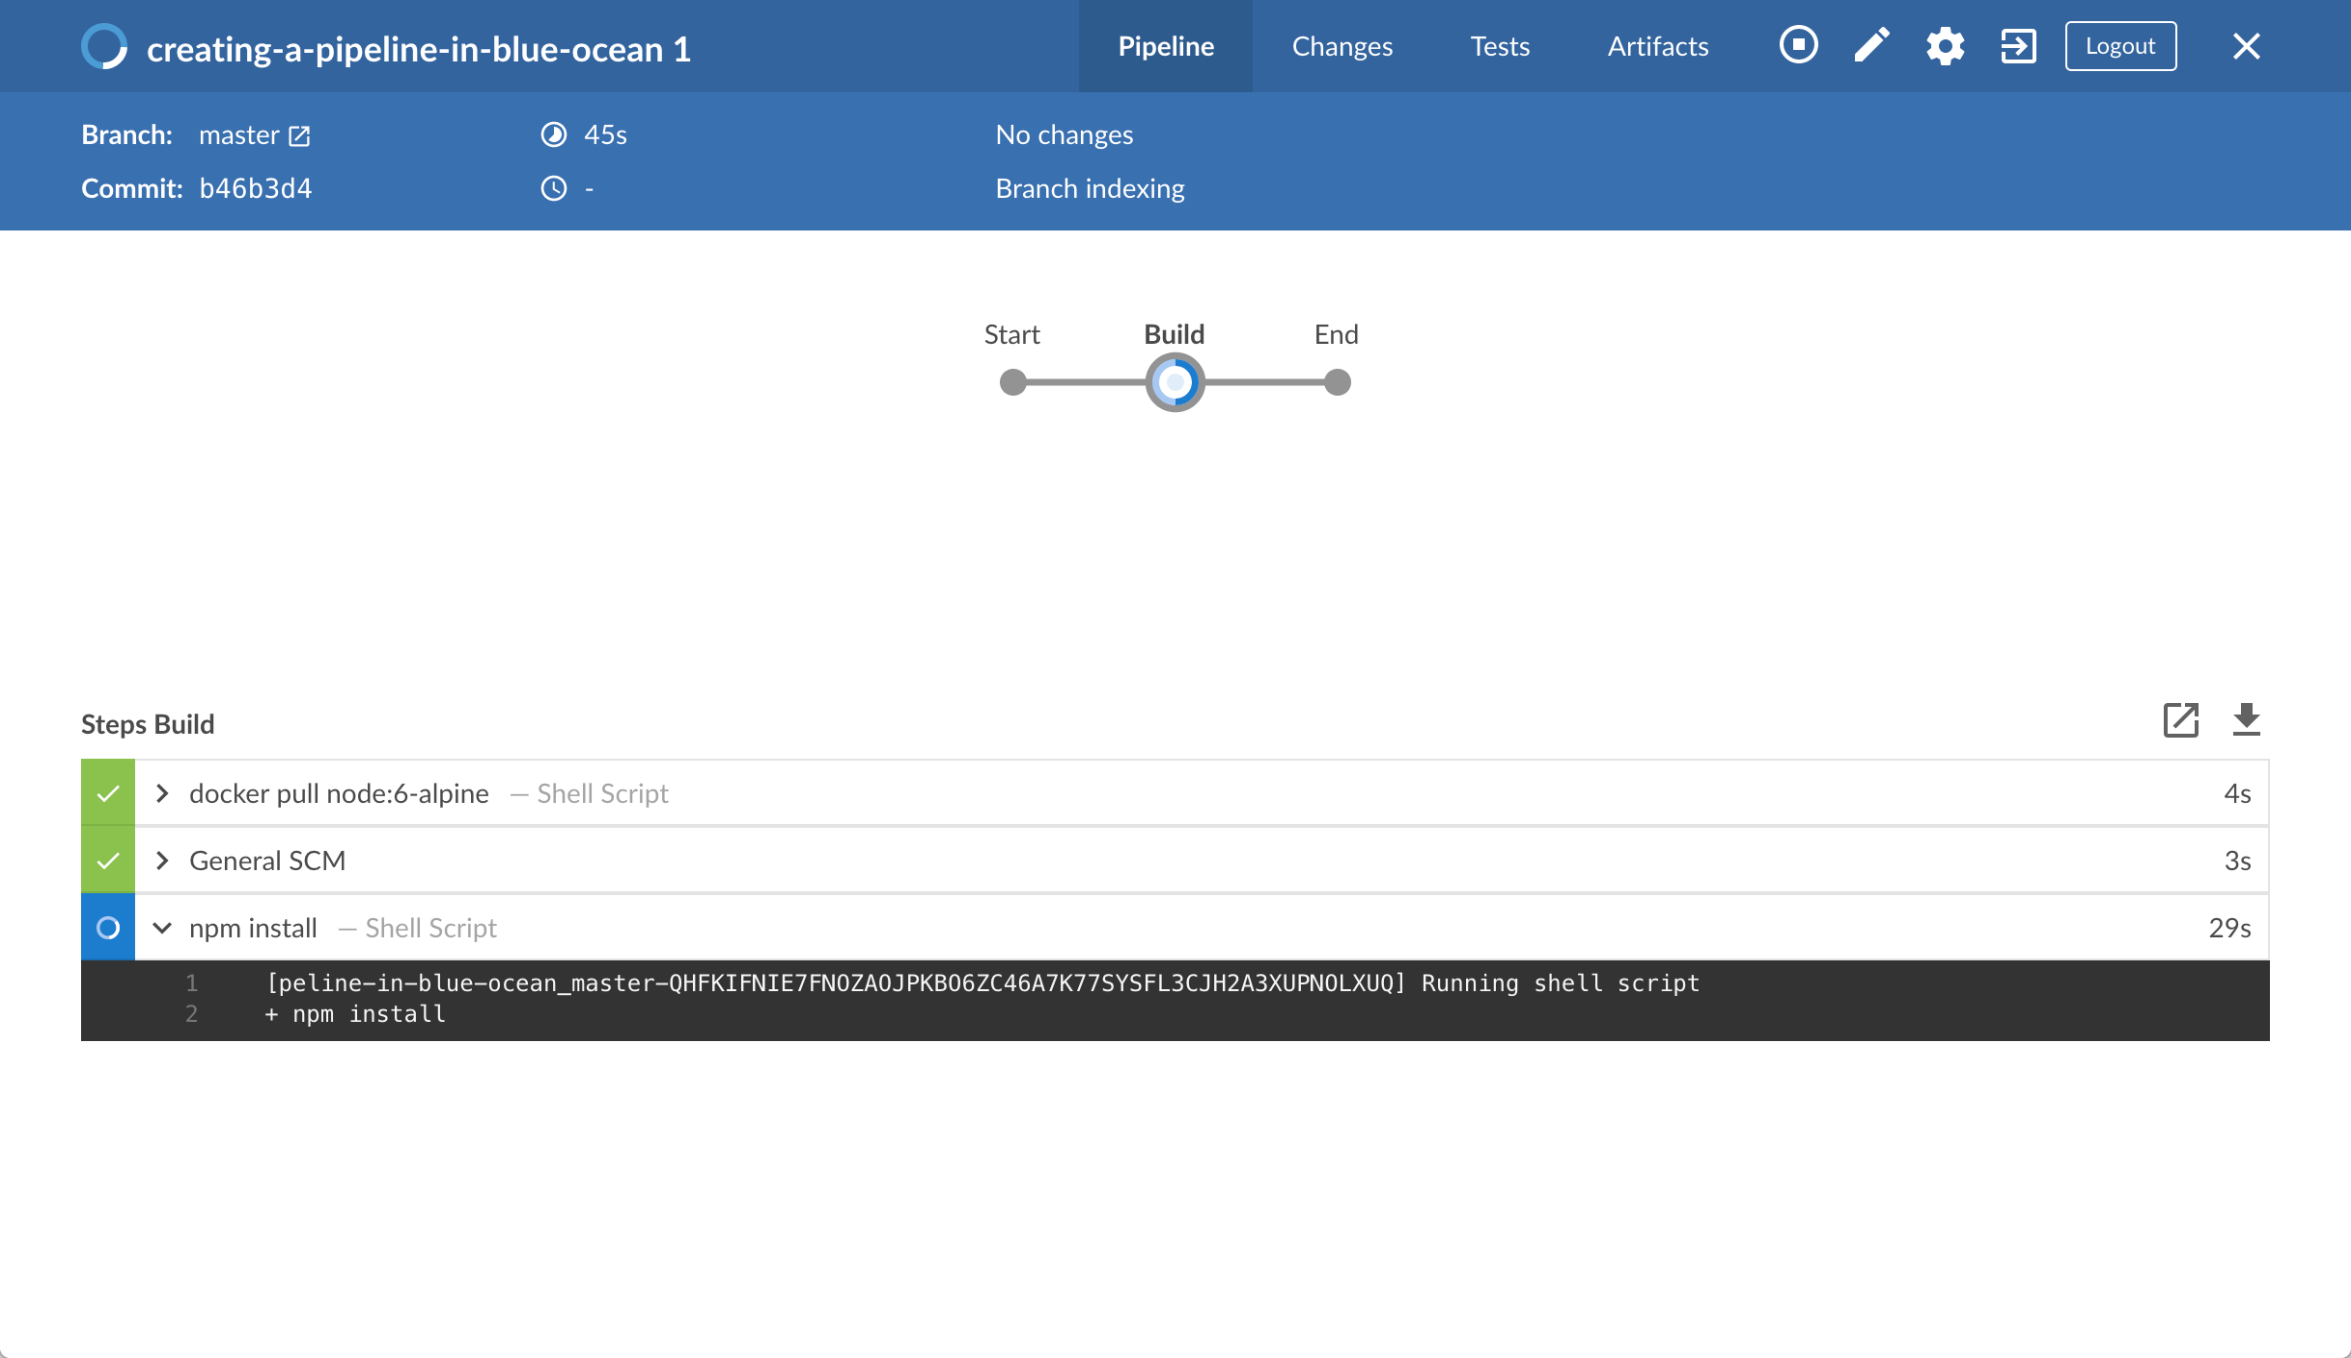 creating-a-pipeline-in-blue-ocean 1
Pipeline Changes Tests Artifacts Logout
Branch: master 45s No changes
Commit: b46b3d4 - Branch indexing
Start Build End
Steps Build
docker pull node:6-alpine — Shell Script 4s
General SCM 3s
npm install — Shell Script 29s
1 [peline-in-blue-ocean_master-QHFKIFNIE7FNOZAOJPKBO6ZC46A7K77SYSFL3CJH2A3XUPNOLXUQ] Running shell script
2 + npm install